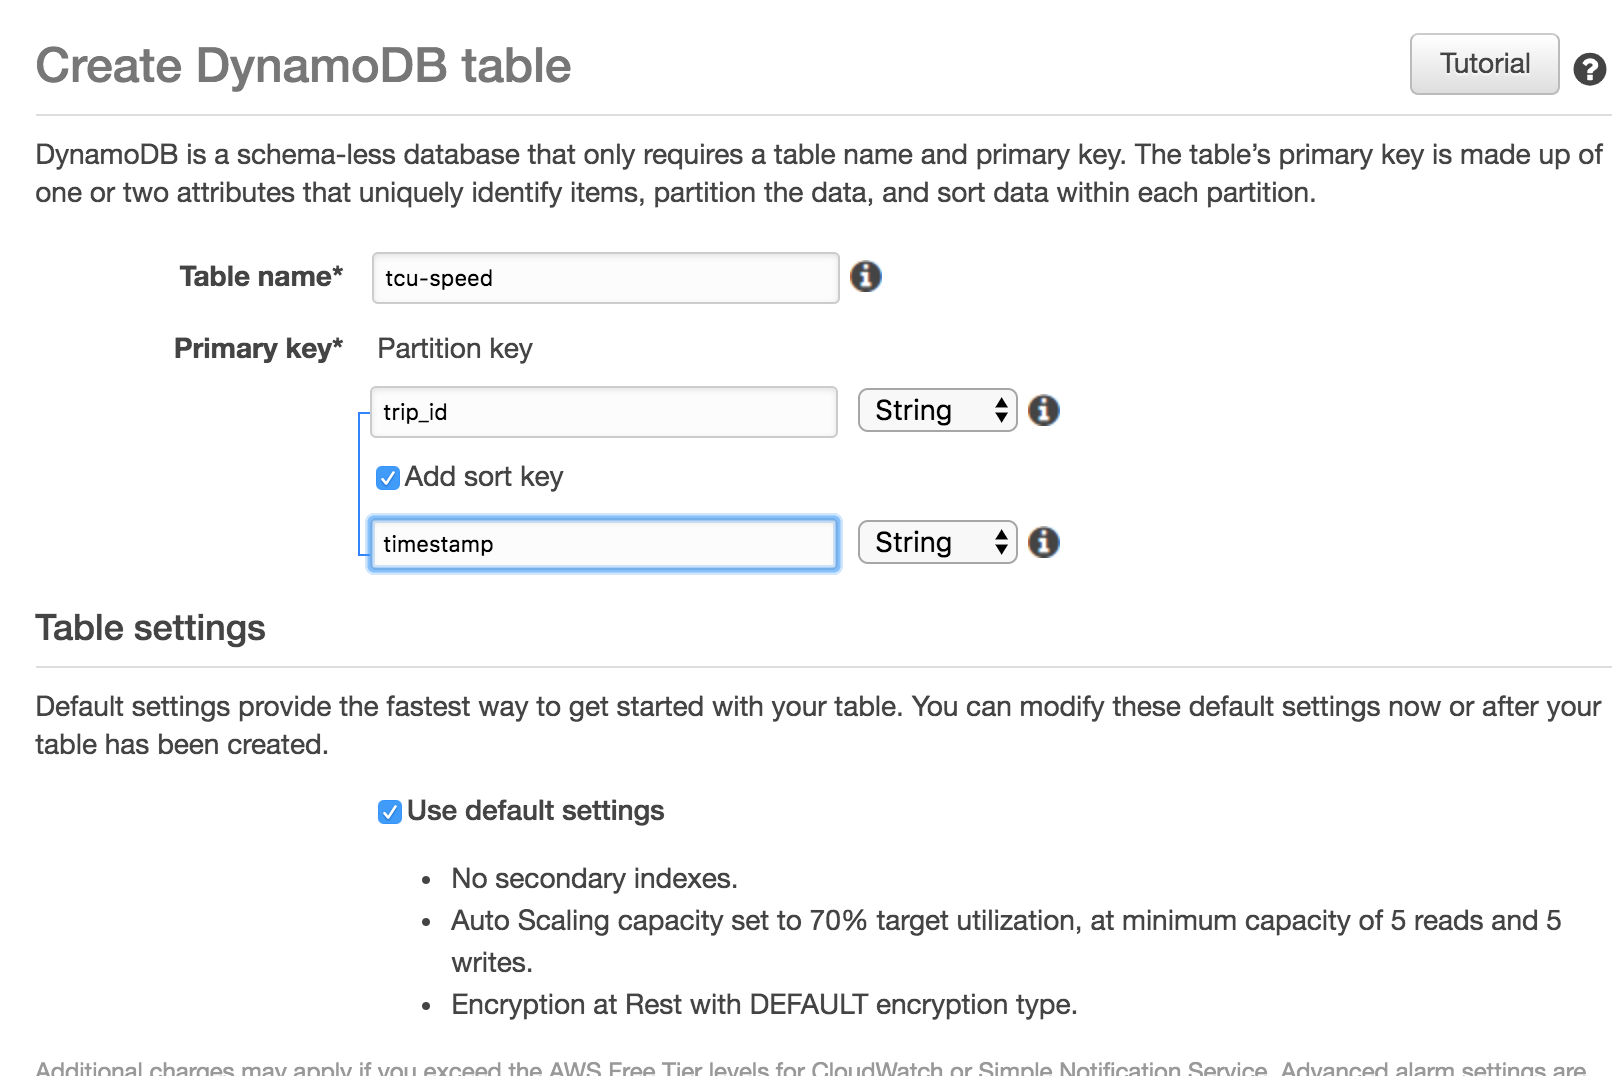 Create DynamoDB table
Tutorial
DynamoDB is a schema-less database that only requires a table name and primary key. The table’s primary key is made up of
one or two attributes that uniquely identify items, partition the data, and sort data within each partition.
Table name*
tcu-speed
Primary key*
Partition key
trip_id
String
Add sort key
timestamp
String
Table settings
Default settings provide the fastest way to get started with your table. You can modify these default settings now or after your
table has been created.
Use default settings
• No secondary indexes.
• Auto Scaling capacity set to 70% target utilization, at minimum capacity of 5 reads and 5
writes.
• Encryption at Rest with DEFAULT encryption type.
Additional charges may apply if you exceed the AWS Free Tier levels for CloudWatch or Simple Notification Service. Advanced alarm settings are